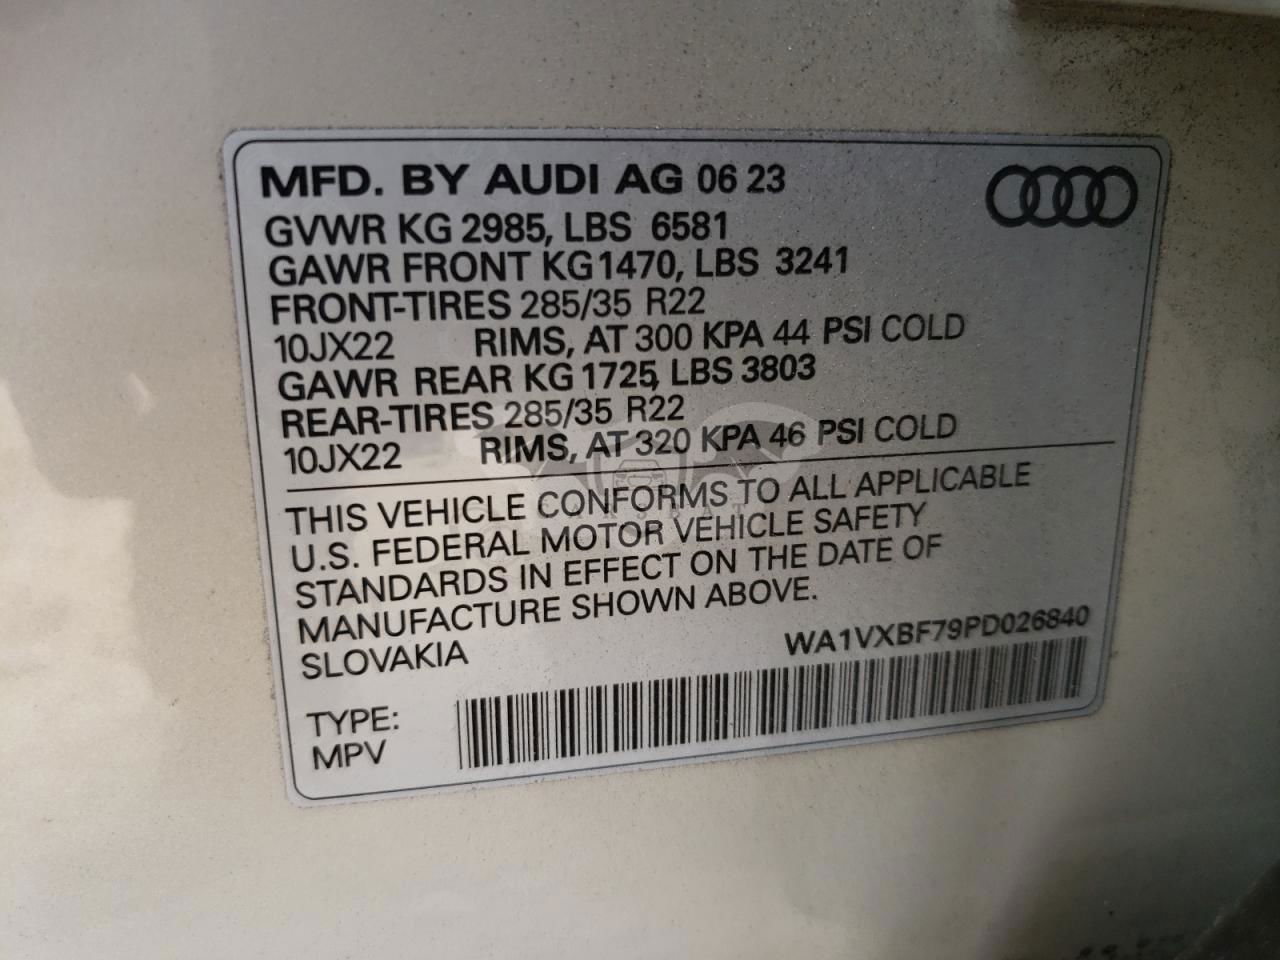 MFD. BY AUDI AG 06 23
GVWR KG 2985, LBS 6581
GAWR FRONT KG 1470, LBS 3241
FRONT-TIRES 285/35 R22
10JX22 RIMS, AT 300 KPA 44 PSI COLD
GAWR REAR KG 1725, LBS 3803
REAR-TIRES 285/35 R22
10JX22 RIMS, AT 320 KPA 46 PSI COLD
THIS VEHICLE CONFORMS TO ALL APPLICABLE
U.S. FEDERAL MOTOR VEHICLE SAFETY
STANDARDS IN EFFECT ON THE DATE OF
MANUFACTURE SHOWN ABOVE.
SLOVAKIA
WA1VXBF79PD026840
TYPE:
MPV